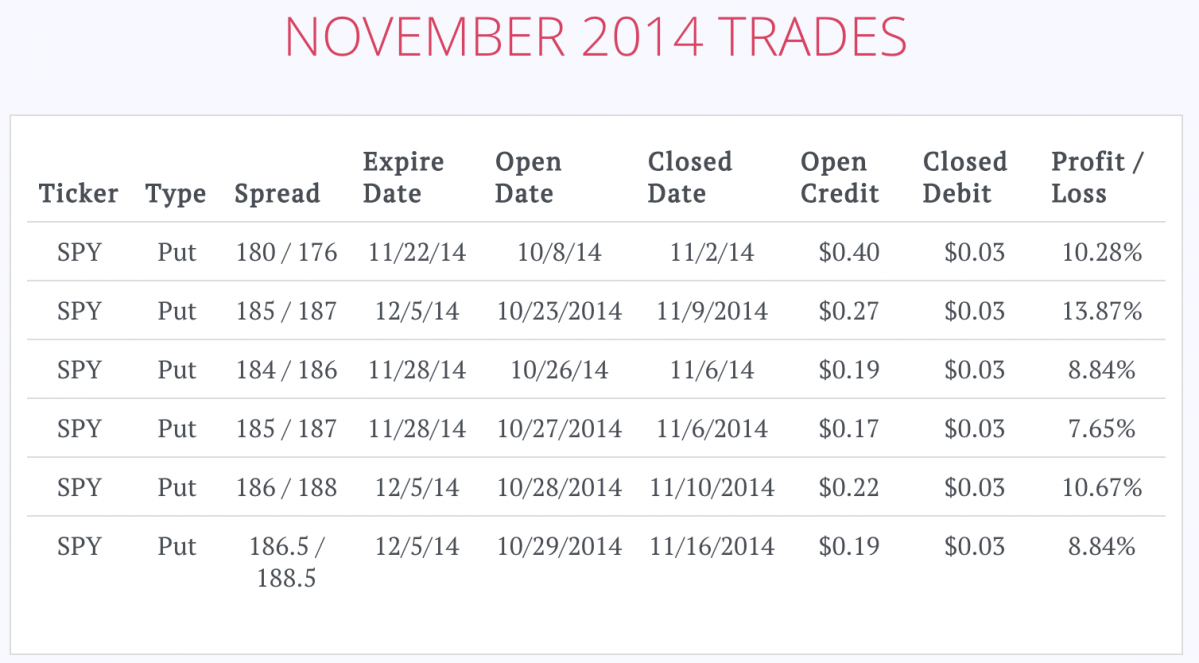 NOVEMBER 2014 TRADES
Expire Open Closed Open Closed Profit /
Ticker Type Spread Date Date Date Credit Debit Loss
SPY Put 180 / 176 11/22/14 10/8/14 11/2/14 $0.40 $0.03 10.28%
SPY Put 185 / 187 12/5/14 10/23/2014 11/9/2014 $0.27 $0.03 13.87%
SPY Put 184 / 186 11/28/14 10/26/14 11/6/14 $0.19 $0.03 8.84%
SPY Put 185 / 187 11/28/14 10/27/2014 11/6/2014 $0.17 $0.03 7.65%
SPY Put 186 / 188 12/5/14 10/28/2014 11/10/2014 $0.22 $0.03 10.67%
SPY Put 186.5 / 12/5/14 10/29/2014 11/16/2014 $0.19 $0.03 8.84%
188.5